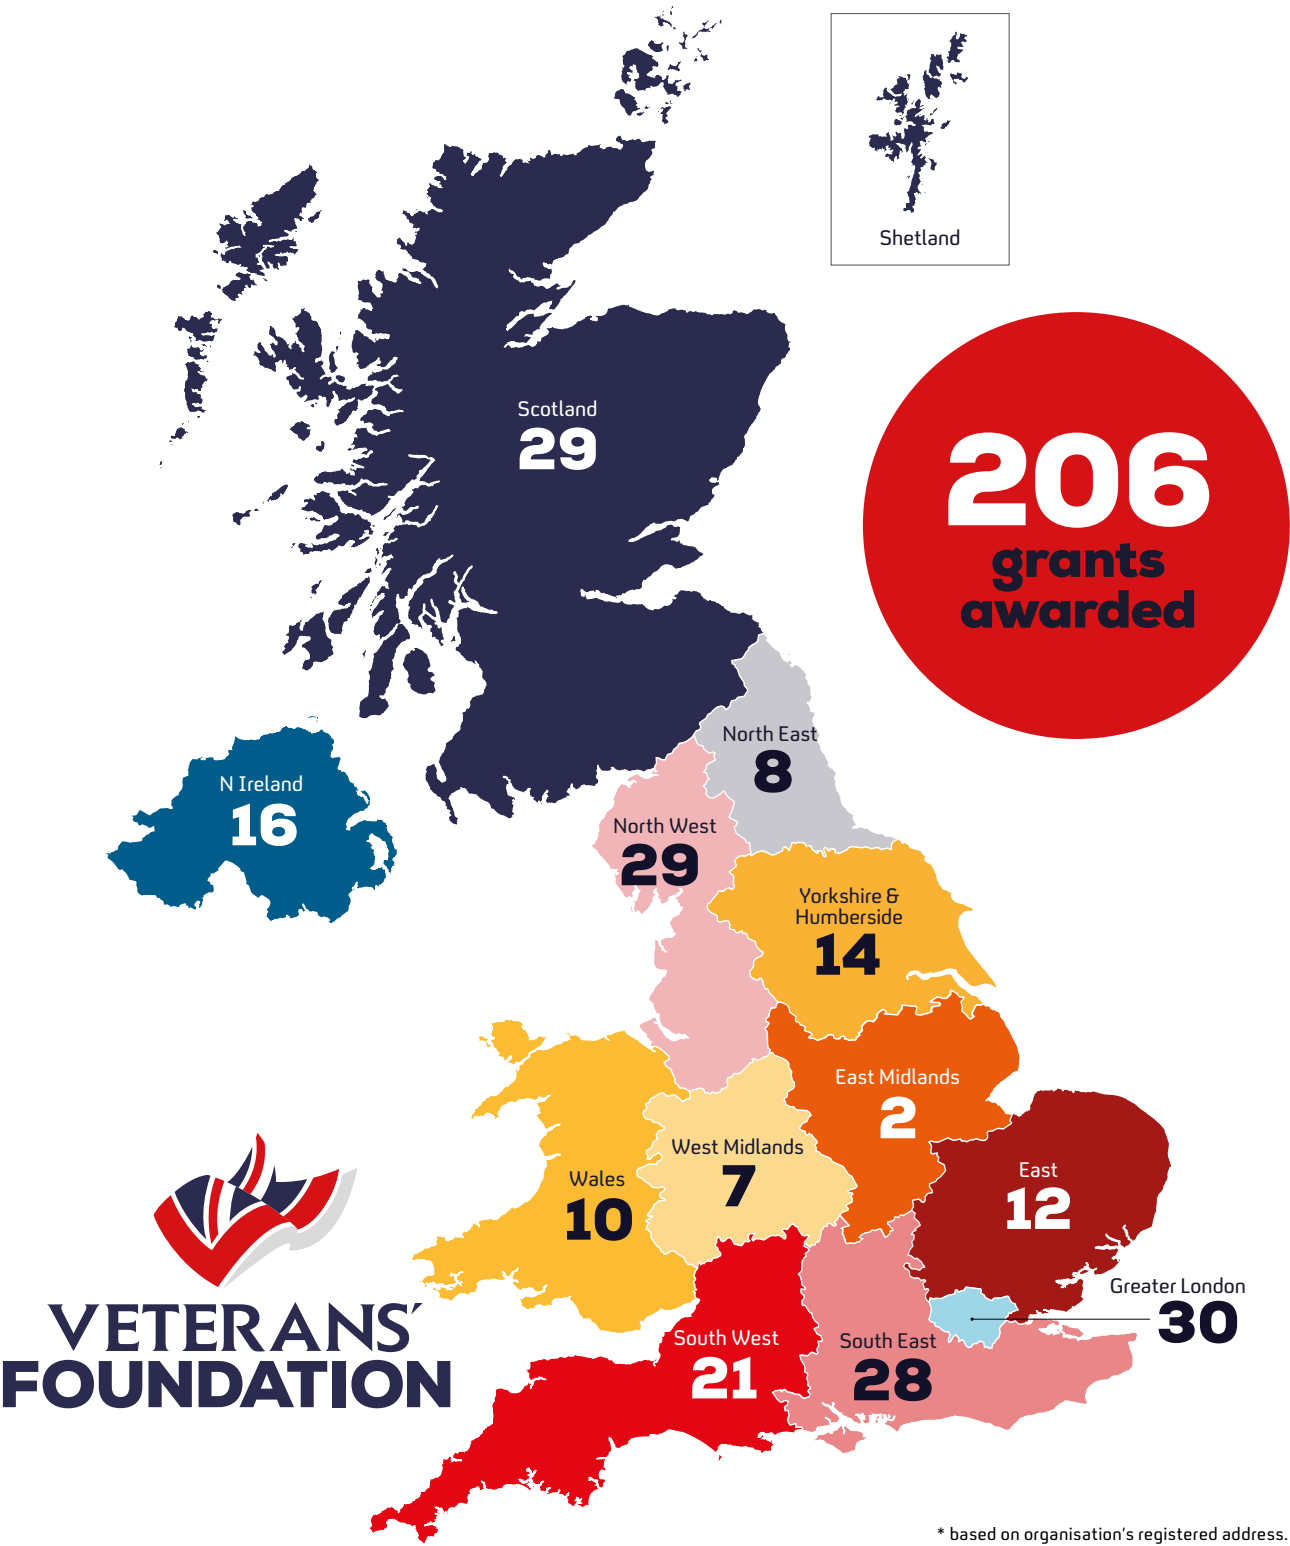 Shetland
Scotland
29
206
grants
awarded
North East
8
N Ireland
16
North West
29
Yorkshire &
Humberside
14
East Midlands
2
West Midlands
7
Wales
10
East
12
Greater London
30
South West
21
South East
28
VETERANS’
FOUNDATION
* based on organisation’s registered address.